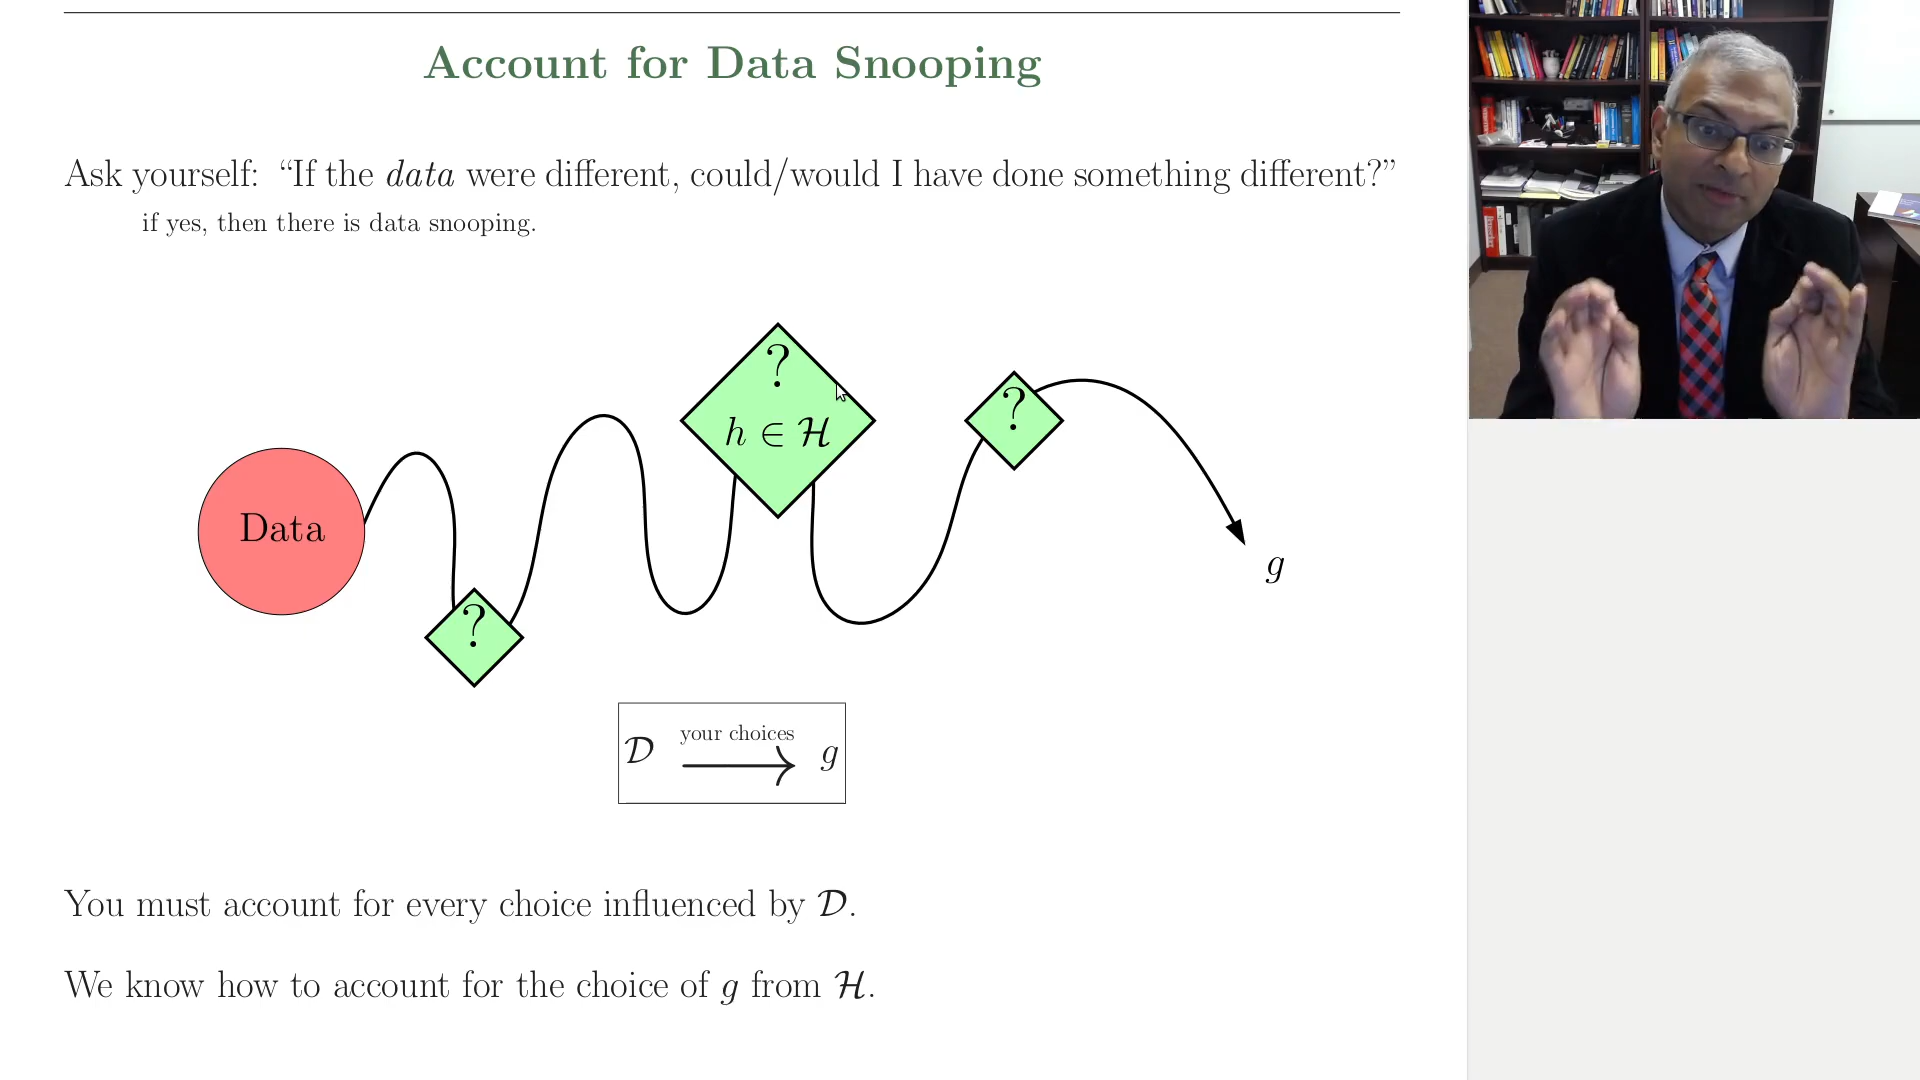 Account for Data Snooping
Ask yourself: “If the data were different, could/would I have done something different?”
if yes, then there is data snooping.
?
h ∈ ℋ
?
Data
g
?
your choices
𝒟 ⟶ g
You must account for every choice influenced by 𝒟.
We know how to account for the choice of g from ℋ.